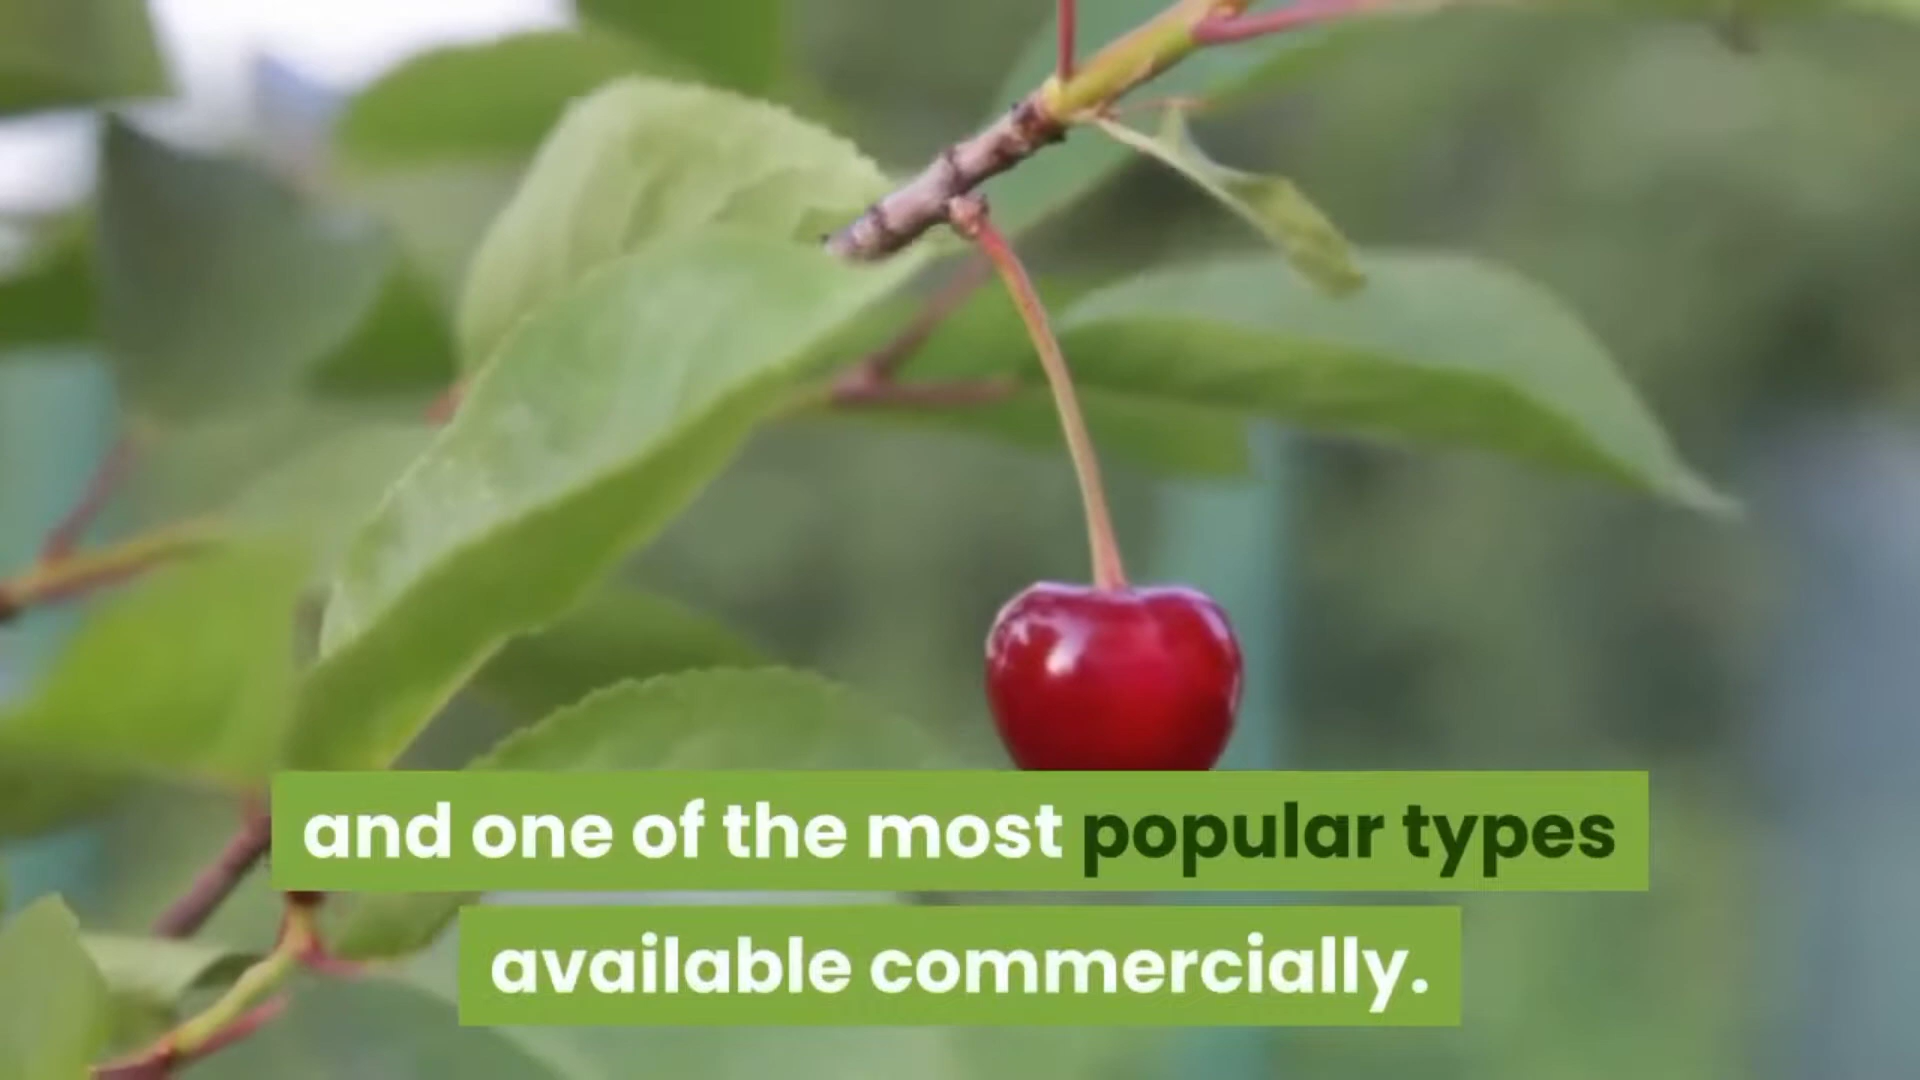 and one of the most popular types
available commercially.